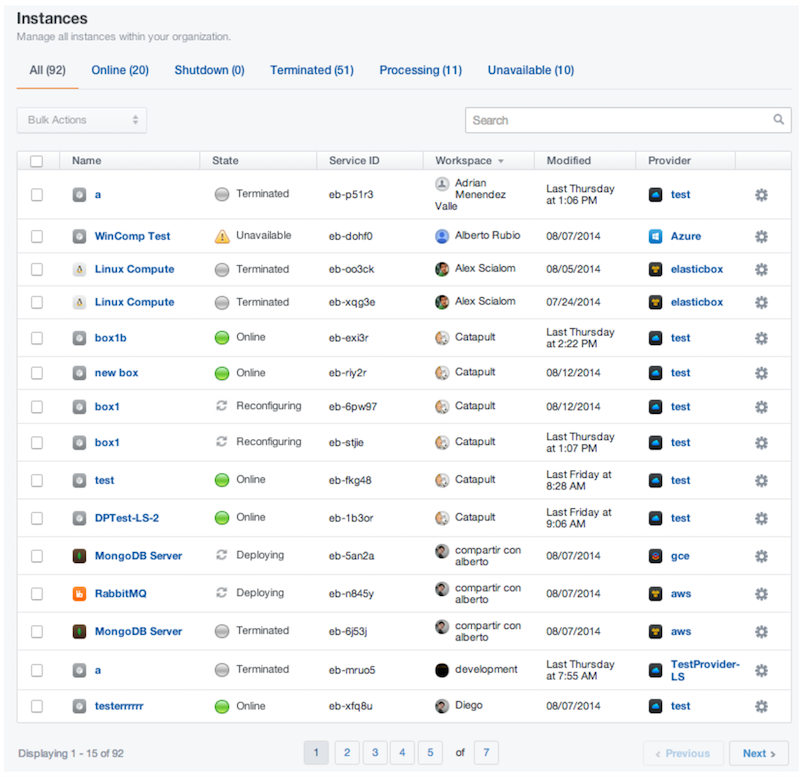 Instances
Manage all instances within your organization.
All (92) Online (20) Shutdown (0) Terminated (51) Processing (11) Unavailable (10)
Bulk Actions Search
Name State Service ID Workspace Modified Provider
a Terminated eb-p51r3 Adrian Menendez Valle Last Thursday at 1:06 PM test
WinComp Test Unavailable eb-dohf0 Alberto Rubio 08/07/2014 Azure
Linux Compute Terminated eb-oo3ck Alex Scialom 08/05/2014 elasticbox
Linux Compute Terminated eb-xqg3e Alex Scialom 07/24/2014 elasticbox
box1b Online eb-exi3r Catapult Last Thursday at 2:22 PM test
new box Online eb-riy2r Catapult 08/12/2014 test
box1 Reconfiguring eb-6pw97 Catapult 08/12/2014 test
box1 Reconfiguring eb-stjie Catapult Last Thursday at 1:07 PM test
test Online eb-fkg48 Catapult Last Friday at 8:28 AM test
DPTest-LS-2 Online eb-1b3or Catapult Last Friday at 9:06 AM test
MongoDB Server Deploying eb-5an2a compartir con alberto 08/07/2014 gce
RabbitMQ Deploying eb-n845y compartir con alberto 08/07/2014 aws
MongoDB Server Terminated eb-6j53j compartir con alberto 08/07/2014 aws
a Terminated eb-mruo5 development Last Thursday at 7:55 AM TestProvider-LS
testerrrrrr Online eb-xfq8u Diego 08/07/2014 test
Displaying 1 - 15 of 92 1 2 3 4 5 of 7 ‹ Previous Next ›